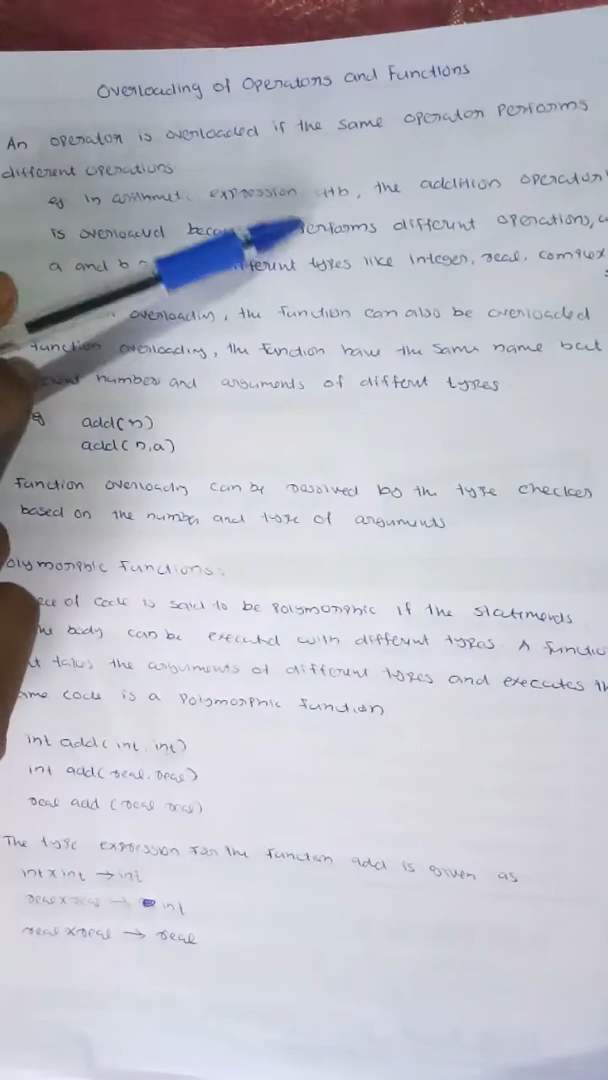 Overloading of Operators and Functions
An operator is overloaded if the same operator performs
different operations
eg in arithmet. expression a+b, the addition operator
is overloaded beca performs different operations,
a and b different types like integer, real, complex
overloading, the function can also be overloaded
function overloading, the function have the same name but
number and arguments of differt types
add(n)
add(n,a)
Function overloading can be resolved by the type checker
based on the number and type of arguments
olymorphic Functions:
of code is said to be Polymorphic if the statements
body can be executed with different types A functio
takes the arguments of different types and executes th
ame code is a Polymorphic function
int add(int, int)
int add(real, real)
real add (real real)
The type expression for the function add is given as
int x int → int
real x real → int
real x real → real